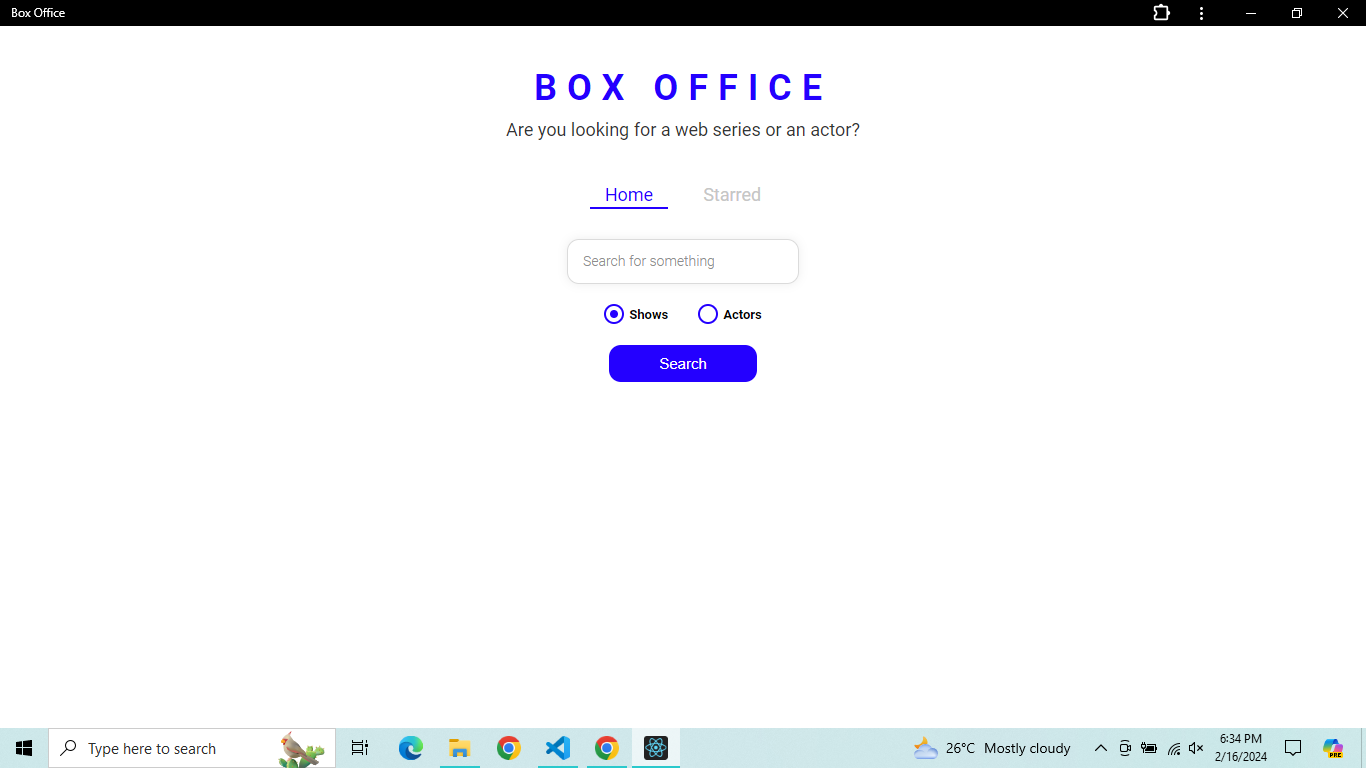 Box Office
BOX OFFICE
Are you looking for a web series or an actor?
Home Starred
Search for something
Shows Actors
Search
Type here to search
26°C Mostly cloudy
6:34 PM
2/16/2024
PRE